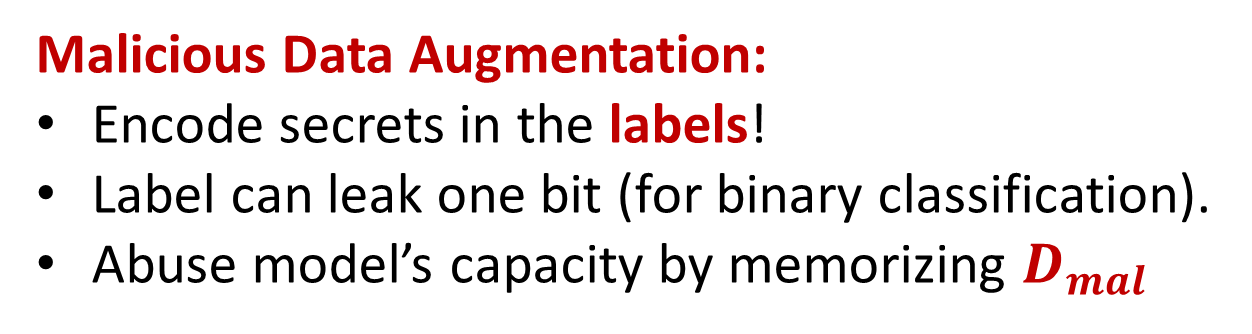 Malicious Data Augmentation:
• Encode secrets in the labels!
• Label can leak one bit (for binary classification).
• Abuse model’s capacity by memorizing D_mal